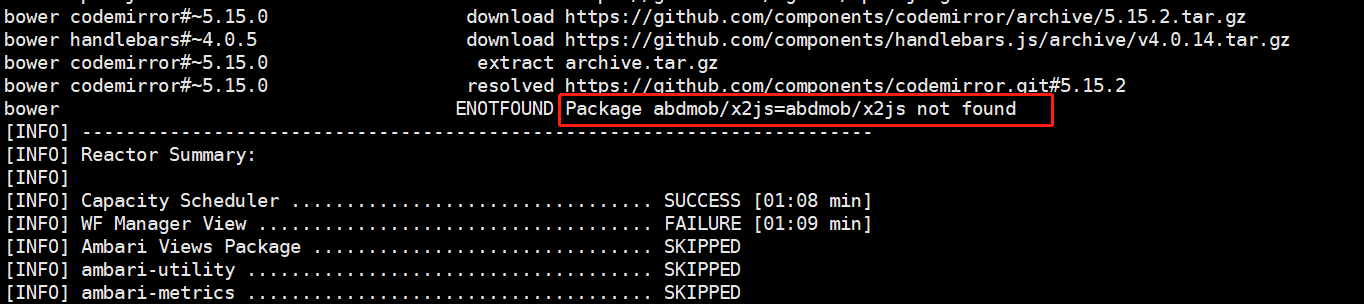 bower codemirror#~5.15.0 download https://github.com/components/codemirror/archive/5.15.2.tar.gz
bower handlebars#~4.0.5 download https://github.com/components/handlebars.js/archive/v4.0.14.tar.gz
bower codemirror#~5.15.0 extract archive.tar.gz
bower codemirror#~5.15.0 resolved https://github.com/components/codemirror.git#5.15.2
bower ENOTFOUND Package abdmob/x2js=abdmob/x2js not found
[INFO] ------------------------------------------------------------------------
[INFO] Reactor Summary:
[INFO]
[INFO] Capacity Scheduler ................................. SUCCESS [01:08 min]
[INFO] WF Manager View .................................... FAILURE [01:09 min]
[INFO] Ambari Views Package ............................... SKIPPED
[INFO] ambari-utility ..................................... SKIPPED
[INFO] ambari-metrics ..................................... SKIPPED